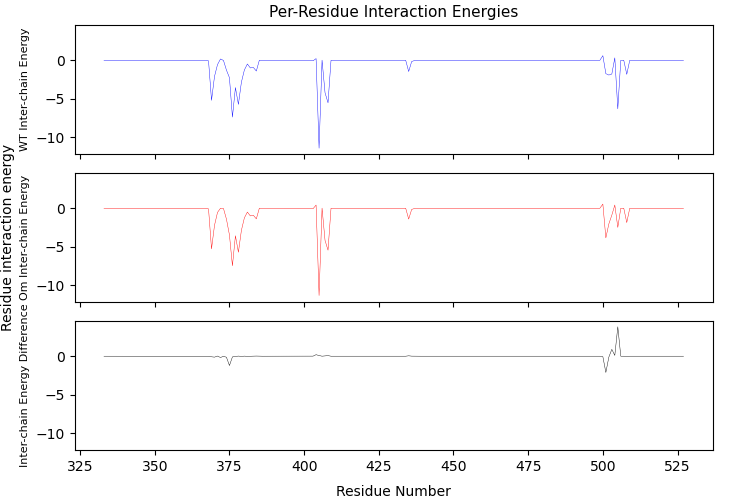 Per-Residue Interaction Energies
Residue interaction energy
WT Inter-chain Energy
0
−5
−10
Om Inter-chain Energy
0
−5
−10
Inter-chain Energy Difference
0
−5
−10
325 350 375 400 425 450 475 500 525
Residue Number